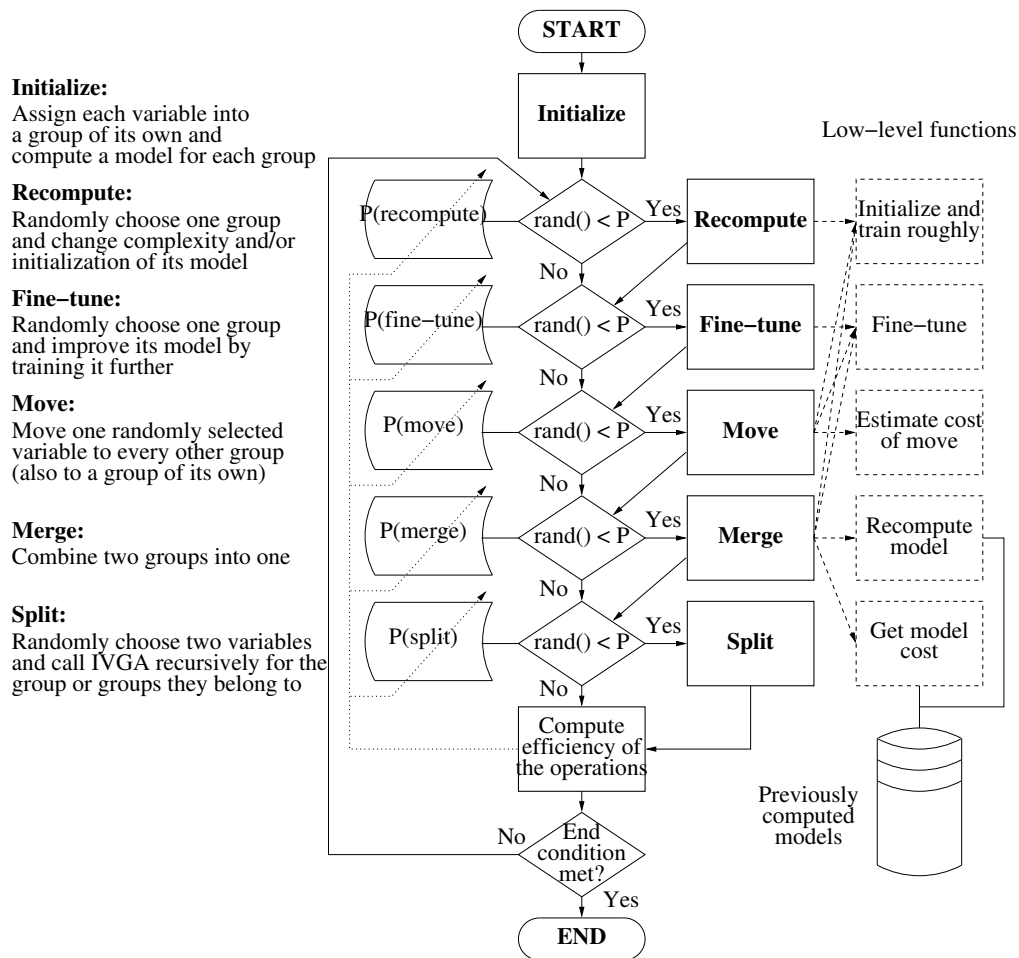 START
Initialize:
Assign each variable into
a group of its own and
compute a model for each group
Recompute:
Randomly choose one group
and change complexity and/or
initialization of its model
Fine−tune:
Randomly choose one group
and improve its model by
training it further
Move:
Move one randomly selected
variable to every other group
(also to a group of its own)
Merge:
Combine two groups into one
Split:
Randomly choose two variables
and call IVGA recursively for the
group or groups they belong to
Initialize
Low−level functions
P(recompute)
rand() < P
Yes
Recompute
Initialize and
train roughly
No
P(fine−tune)
rand() < P
Yes
Fine−tune
Fine−tune
No
P(move)
rand() < P
Yes
Move
Estimate cost
of move
No
P(merge)
rand() < P
Yes
Merge
Recompute
model
No
P(split)
rand() < P
Yes
Split
Get model
cost
No
Compute
efficiency of
the operations
Previously
computed
models
No
End
condition
met?
Yes
END